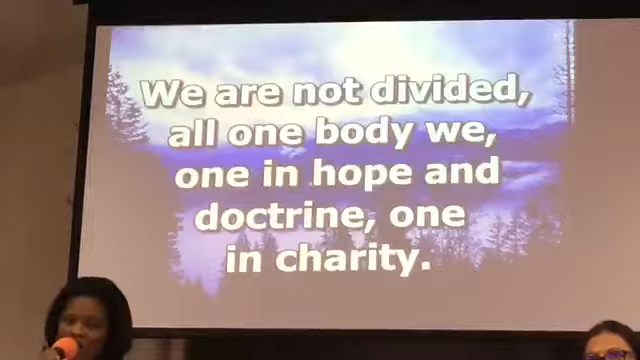 We are not divided,
all one body we,
one in hope and
doctrine, one
in charity.